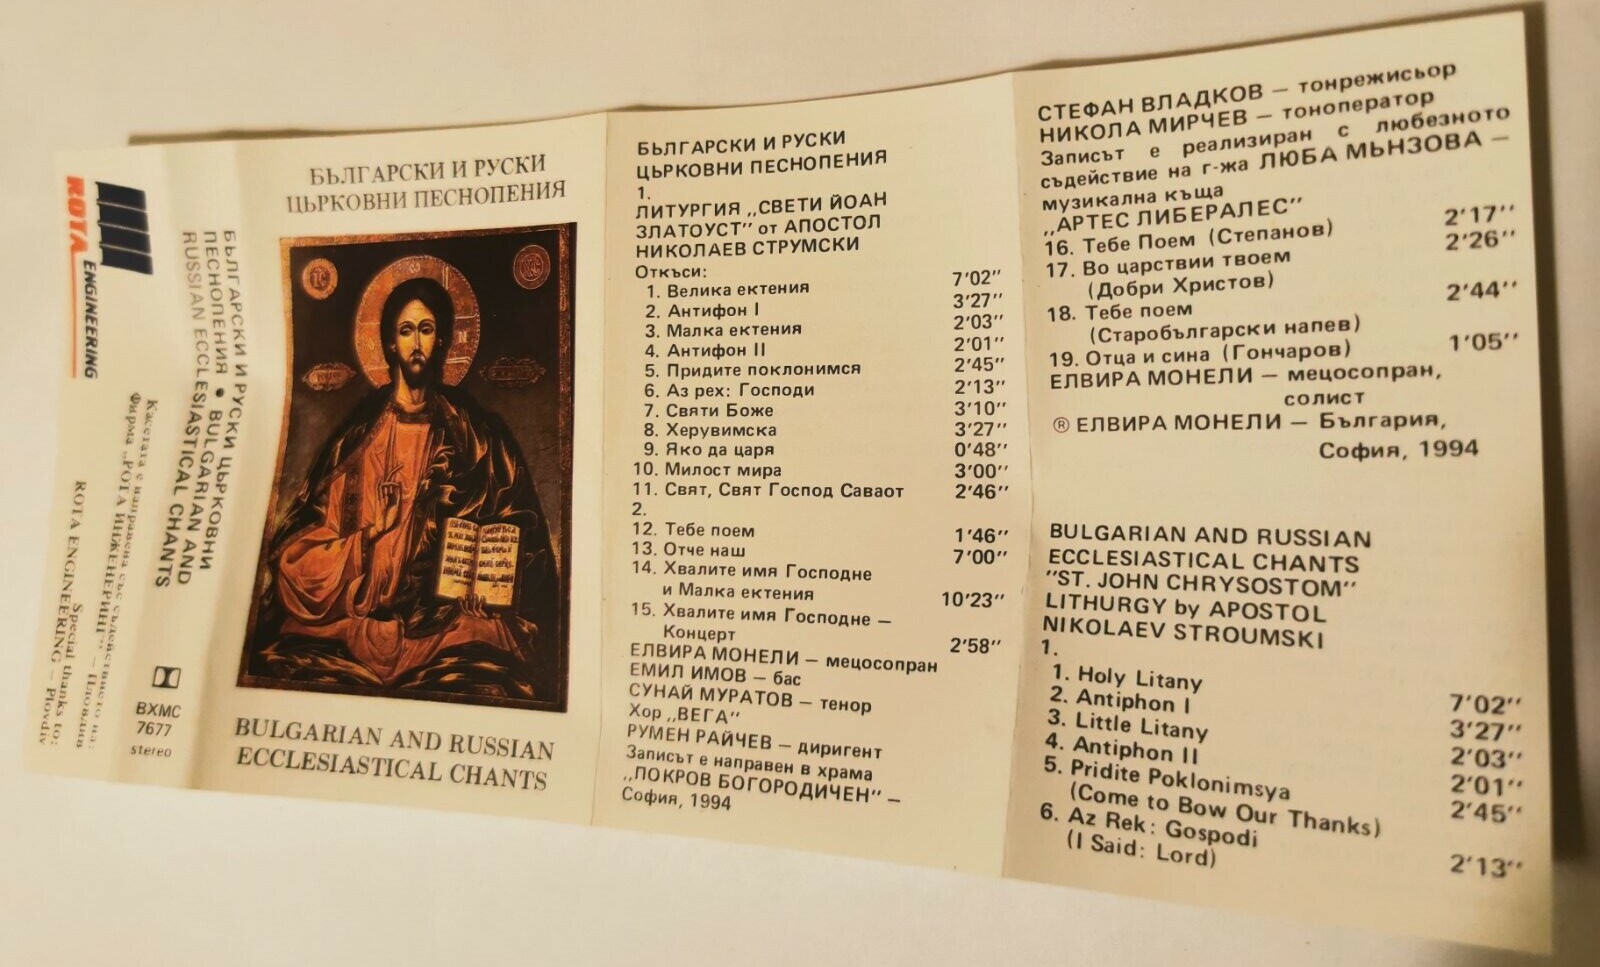 ROTA ENGINEERING
Касетата е направена със съдействието на:
Фирма „РОТА ИНЖЕНЕРИНГ" – Пловдив
Special thanks to:
ROTA ENGINEERING – Plovdiv
БЪЛГАРСКИ И РУСКИ ЦЪРКОВНИ
ПЕСНОПЕНИЯ ● BULGARIAN AND
RUSSIAN ECCLESIASTICAL CHANTS
BXMC
7677
stereo
БЪЛГАРСКИ И РУСКИ
ЦЪРКОВНИ ПЕСНОПЕНИЯ
BULGARIAN AND RUSSIAN
ECCLESIASTICAL CHANTS
БЪЛГАРСКИ И РУСКИ
ЦЪРКОВНИ ПЕСНОПЕНИЯ
1.
ЛИТУРГИЯ „СВЕТИ ЙОАН
ЗЛАТОУСТ" от АПОСТОЛ
НИКОЛАЕВ СТРУМСКИ
Откъси:
1. Велика ектения 7'02''
2. Антифон I 3'27''
3. Малка ектения 2'03''
4. Антифон II 2'01''
5. Придите поклонимся 2'45''
6. Аз рех: Господи 2'13''
7. Святи Боже 3'10''
8. Херувимска 3'27''
9. Яко да царя 0'48''
10. Милост мира 3'00''
11. Свят, Свят Господ Саваот 2'46''
2.
12. Тебе поем 1'46''
13. Отче наш 7'00''
14. Хвалите имя Господне
и Малка ектения 10'23''
15. Хвалите имя Господне –
Концерт 2'58''
ЕЛВИРА МОНЕЛИ – мецосопран
ЕМИЛ ИМОВ – бас
СУНАЙ МУРАТОВ – тенор
Хор „ВЕГА"
РУМЕН РАЙЧЕВ – диригент
Записът е направен в храма
„ПОКРОВ БОГОРОДИЧЕН" –
София, 1994
СТЕФАН ВЛАДКОВ – тонрежисьор
НИКОЛА МИРЧЕВ – тоноператор
Записът е реализиран с любезното
съдействие на г-жа ЛЮБА МЪНЗОВА –
музикална къща
„АРТЕС ЛИБЕРАЛЕС"
16. Тебе Поем (Степанов) 2'17''
17. Во царствии твоем 2'26''
(Добри Христов)
18. Тебе поем 2'44''
(Старобългарски напев)
19. Отца и сина (Гончаров) 1'05''
ЕЛВИРА МОНЕЛИ – мецосопран,
солист
® ЕЛВИРА МОНЕЛИ – България,
София, 1994
BULGARIAN AND RUSSIAN
ECCLESIASTICAL CHANTS
"ST. JOHN CHRYSOSTOM"
LITHURGY by APOSTOL
NIKOLAEV STROUMSKI
1.
1. Holy Litany 7'02''
2. Antiphon I 3'27''
3. Little Litany 2'03''
4. Antiphon II 2'01''
5. Pridite Poklonimsya 2'45''
(Come to Bow Our Thanks)
6. Az Rek: Gospodi
(I Said: Lord) 2'13''